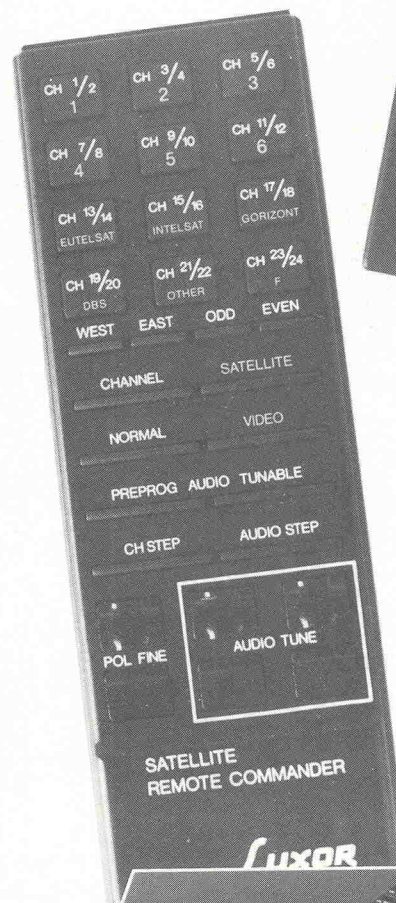 CH 1/2 CH 3/4 CH 5/6
1 2 3
CH 7/8 CH 9/10 CH 11/12
4 5 6
CH 13/14 CH 15/16 CH 17/18
EUTELSAT INTELSAT GORIZONT
CH 19/20 CH 21/22 CH 23/24
DBS OTHER F
WEST EAST ODD EVEN
CHANNEL SATELLITE
NORMAL VIDEO
PREPROG AUDIO TUNABLE
CH STEP AUDIO STEP
POL FINE AUDIO TUNE
SATELLITE
REMOTE COMMANDER
LUXOR